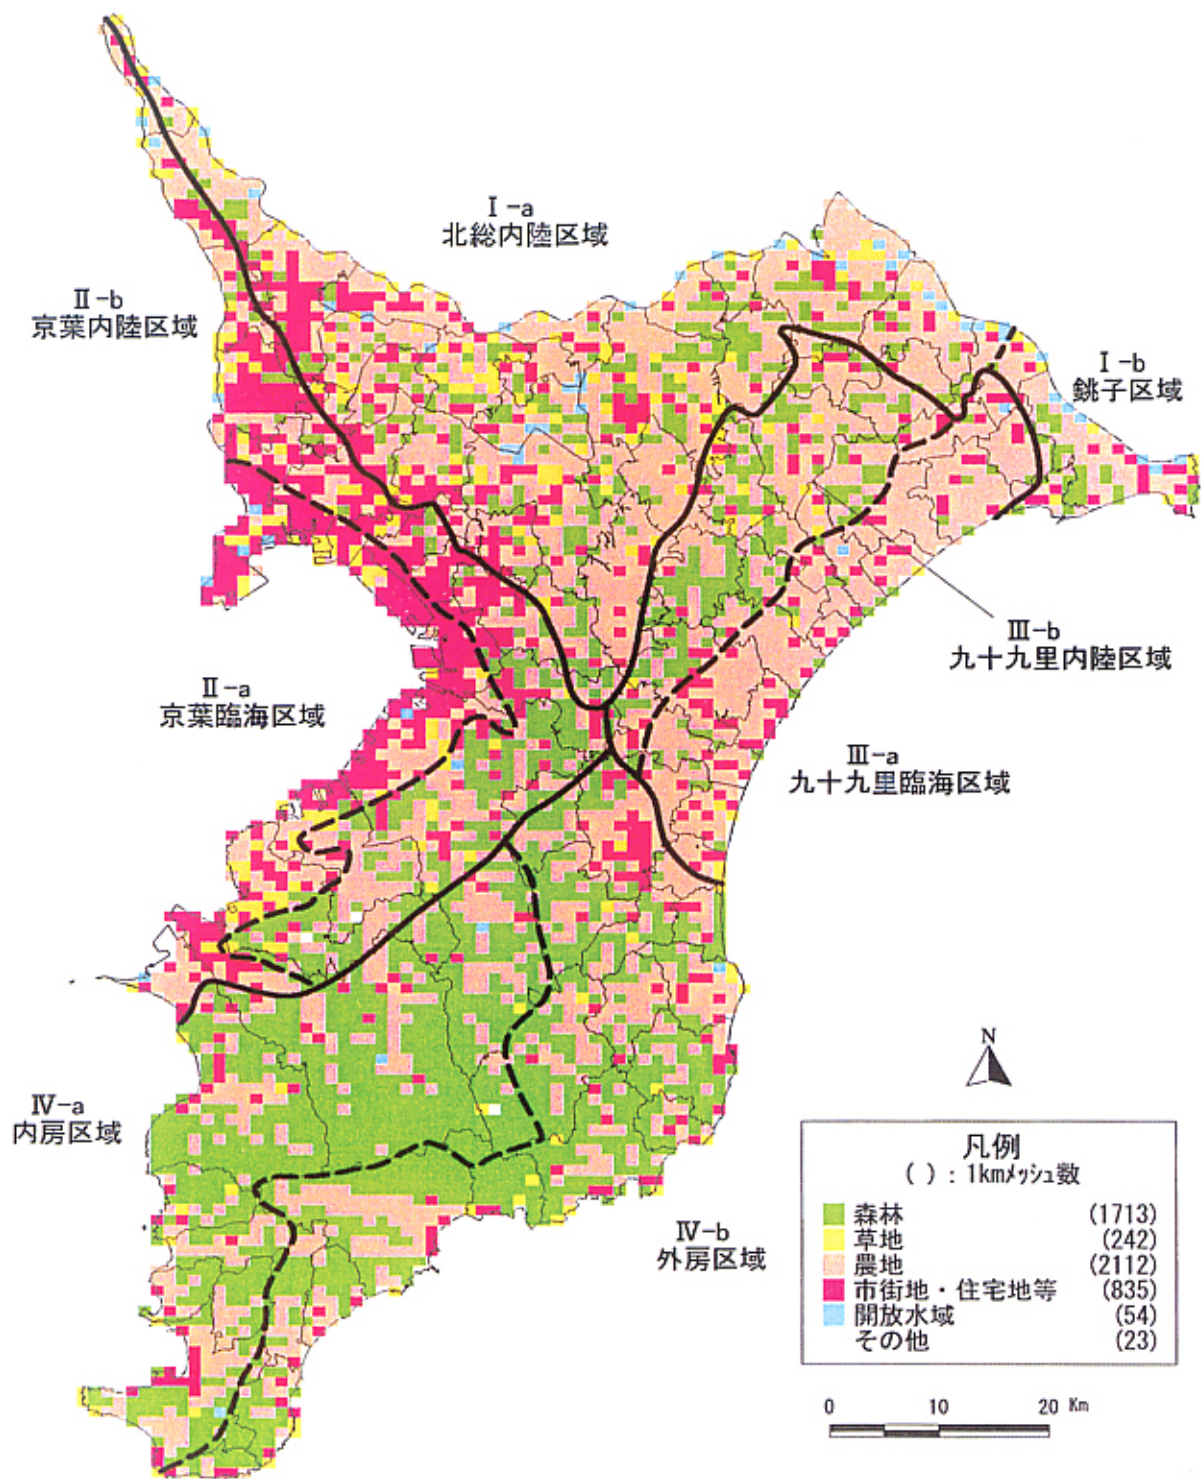 Ⅰ-a
北総内陸区域
Ⅱ-b
京葉内陸区域
Ⅰ-b
銚子区域
Ⅲ-b
九十九里内陸区域
Ⅱ-a
京葉臨海区域
Ⅲ-a
九十九里臨海区域
N
Ⅳ-a
内房区域
Ⅳ-b
外房区域
凡例
( ) : 1kmメッシュ数
森林 (1713)
草地 (242)
農地 (2112)
市街地・住宅地等 (835)
開放水域 (54)
その他 (23)
0 10 20 Km